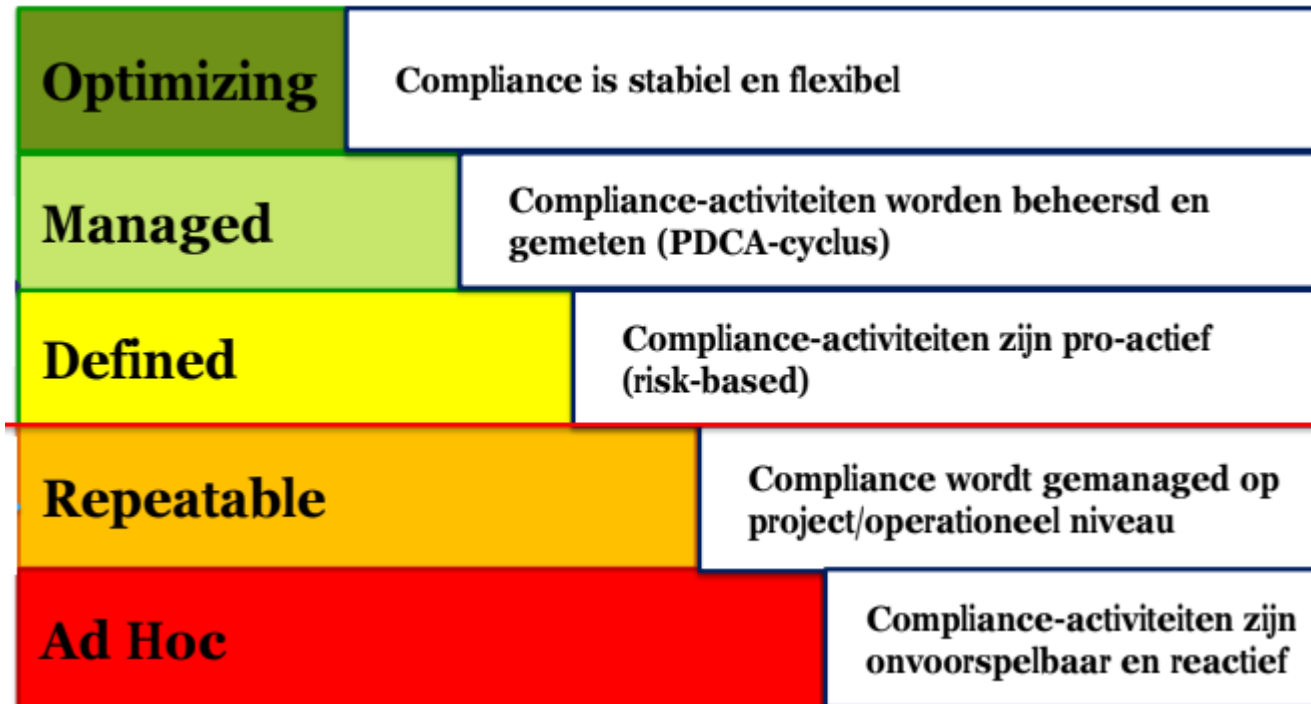 Optimizing
Compliance is stabiel en flexibel
Managed
Compliance-activiteiten worden beheersd en
gemeten (PDCA-cyclus)
Defined
Compliance-activiteiten zijn pro-actief
(risk-based)
Repeatable
Compliance wordt gemanaged op
project/operationeel niveau
Ad Hoc
Compliance-activiteiten zijn
onvoorspelbaar en reactief